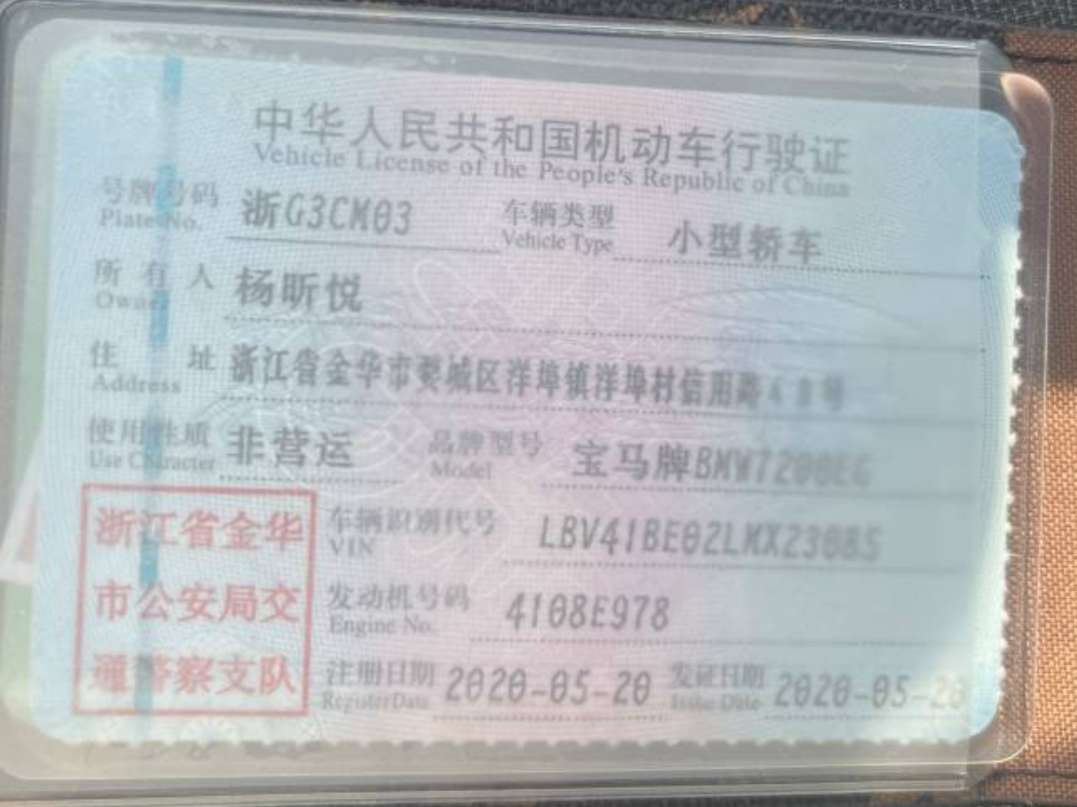 中华人民共和国机动车行驶证
Vehicle License of the People's Republic of China
号牌号码 浙G3CM03 车辆类型 小型轿车
Plate No. Vehicle Type
所有人 杨昕悦
Owner
住址 浙江省金华市婺城区洋埠镇洋埠村信用路
Address
使用性质 非营运 品牌型号 宝马牌BMW7200EG
Use Character Model
浙江省金华 车辆识别代号 LBV41BE02LMX23085
VIN
市公安局交 发动机号码 4108E978
Engine No.
通警察支队 注册日期 2020-05-20 发证日期 2020-05-20
Register Date Issue Date